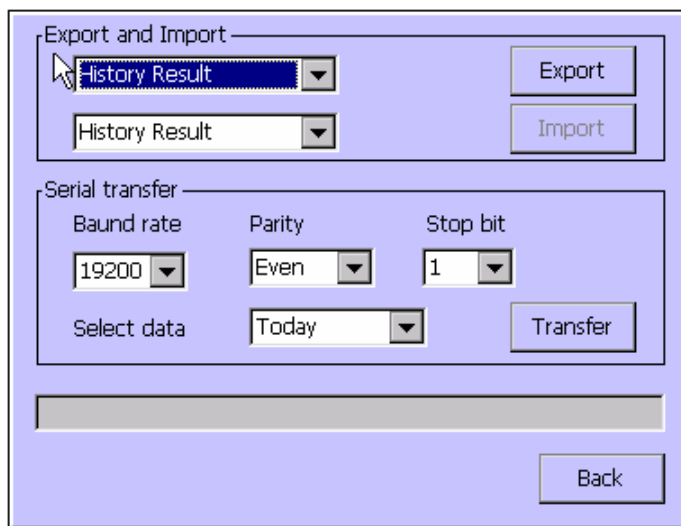 Export and Import
History Result
Export
History Result
Import
Serial transfer
Baund rate Parity Stop bit
19200 Even 1
Select data Today Transfer
Back